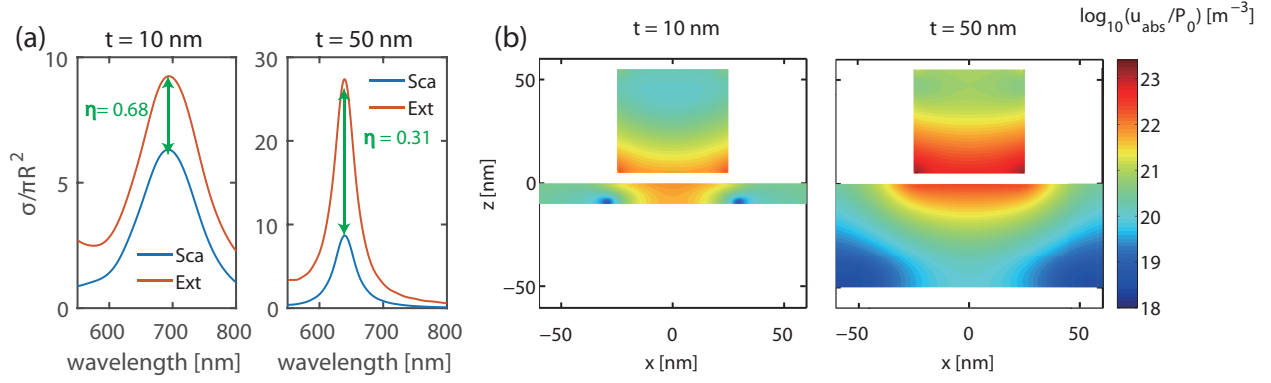 (a)
t = 10 nm
t = 50 nm
σ/πR²
10
5
0
η= 0.68
Sca
Ext
600
700
800
wavelength [nm]
30
20
10
0
Sca
Ext
η = 0.31
600
700
800
wavelength [nm]
(b)
t = 10 nm
t = 50 nm
log₁₀(u_abs/P₀) [m⁻³]
z [nm]
50
0
−50
−50
0
50
x [nm]
−50
0
50
x [nm]
23
22
21
20
19
18